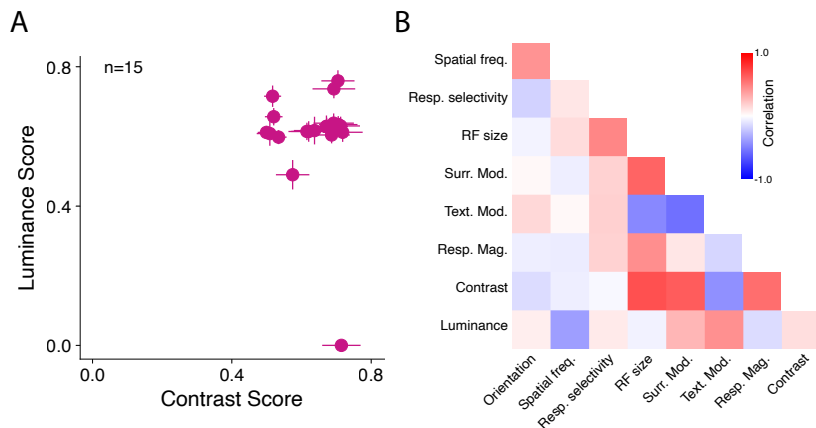 A
n=15
0.8
0.4
0.0
Luminance Score
0.0
0.4
0.8
Contrast Score
B
Spatial freq.
Resp. selectivity
RF size
Surr. Mod.
Text. Mod.
Resp. Mag.
Contrast
Luminance
Orientation
Spatial freq.
Resp. selectivity
RF size
Surr. Mod.
Text. Mod.
Resp. Mag.
Contrast
1.0
Correlation
-1.0